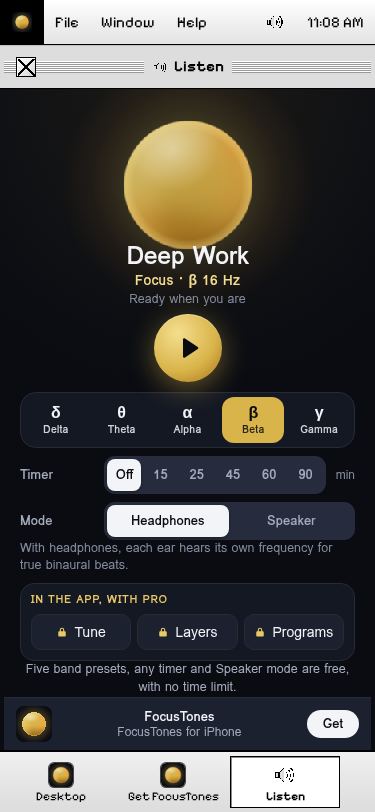 File Window Help 11:08 AM
Listen
Deep Work
Focus · β 16 Hz
Ready when you are
δ θ α β γ
Delta Theta Alpha Beta Gamma
Timer Off 15 25 45 60 90 min
Mode Headphones Speaker
With headphones, each ear hears its own frequency for
true binaural beats.
IN THE APP, WITH PRO
Tune Layers Programs
Five band presets, any timer and Speaker mode are free,
with no time limit.
FocusTones
FocusTones for iPhone
Get
Desktop Get FocusTones Listen